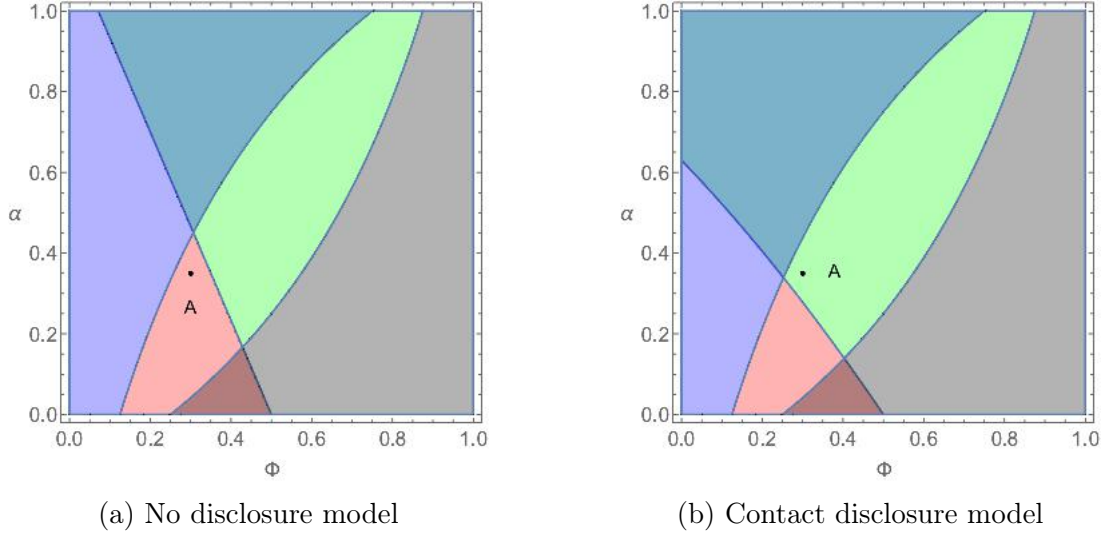 1.0 1.0
0.8 0.8
0.6 0.6
α α
0.4 0.4
A A
0.2 0.2
0.0 0.0
0.0 0.2 0.4 0.6 0.8 1.0 0.0 0.2 0.4 0.6 0.8 1.0
Φ Φ
(a) No disclosure model (b) Contact disclosure model